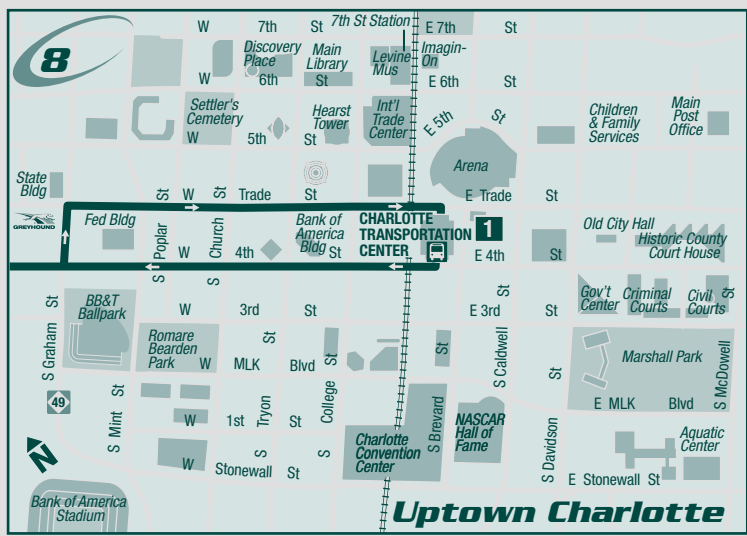 8
W 7th St
7th St Station
E 7th St
Discovery
Place
Main
Library
Levine
Mus
Imagin-
On
W 6th St
E 6th St
Settler's
Cemetery
Hearst
Tower
Int'l
Trade
Center
W 5th St
E 5th St
Children
& Family
Services
Main
Post
Office
Arena
State
Bldg
W Trade St
E Trade St
GREYHOUND
Fed Bldg
S Poplar St
S Church St
Bank of
America
Bldg
CHARLOTTE
TRANSPORTATION
CENTER
1
Old City Hall
Historic County
Court House
W 4th St
E 4th St
S Graham St
BB&T
Ballpark
W 3rd St
E 3rd St
S Caldwell St
Gov't
Center
Criminal
Courts
Civil
Courts
S McDowell St
Romare
Bearden
Park
W MLK Blvd
Marshall Park
49
S Mint St
S Tryon St
S College St
S Brevard St
S Davidson St
E MLK Blvd
W 1st St
NASCAR
Hall of
Fame
N
Charlotte
Convention
Center
Aquatic
Center
W Stonewall St
E Stonewall St
Bank of America
Stadium
Uptown Charlotte